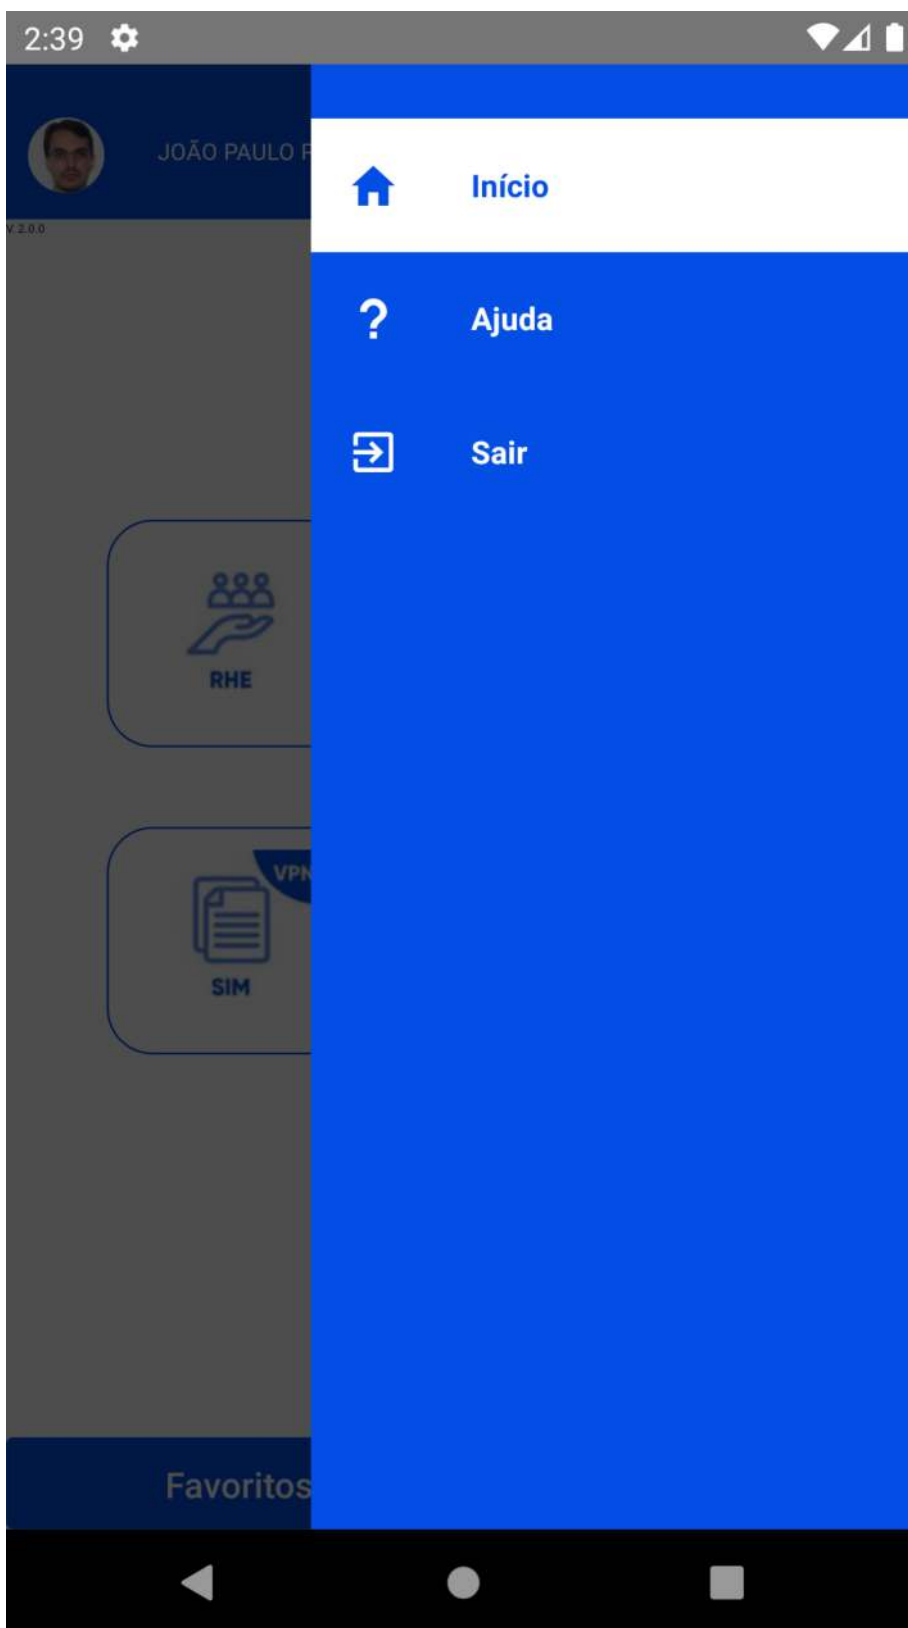 2:39
JOÃO PAULO
V. 2.0.0
Início
Ajuda
Sair
RHE
VPN
SIM
Favoritos